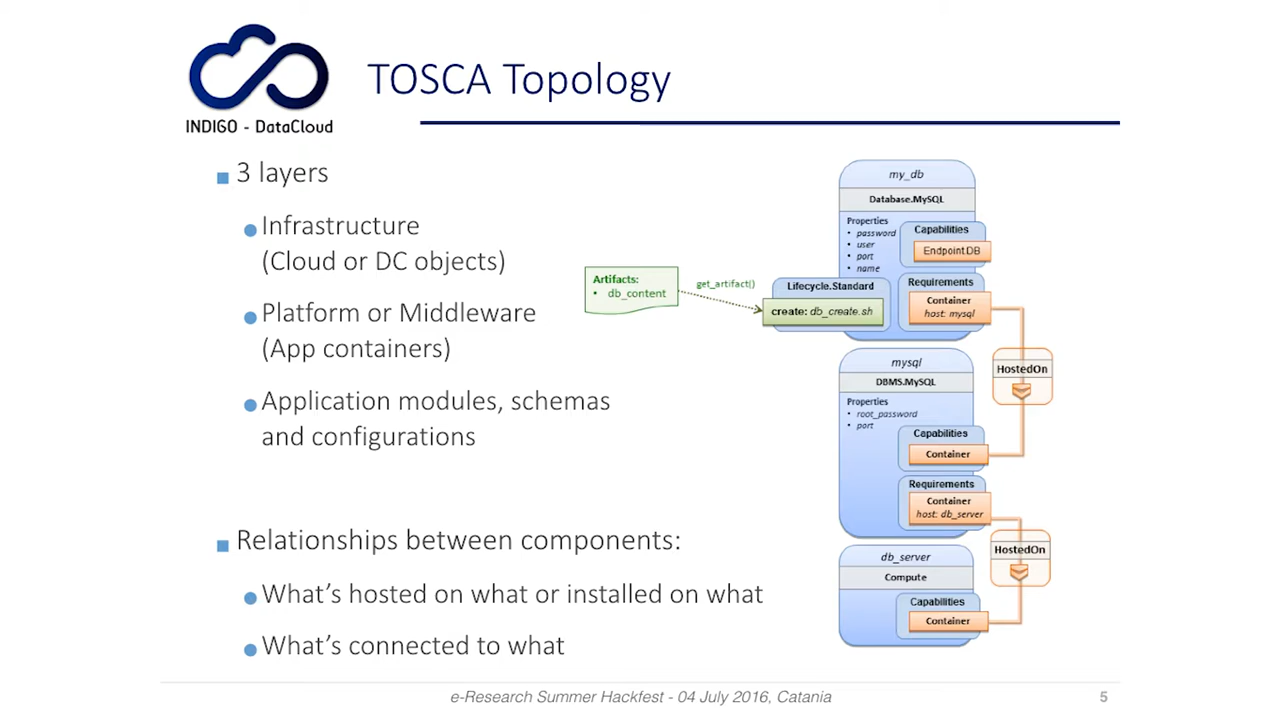 INDIGO - DataCloud
TOSCA Topology
3 layers
Infrastructure
(Cloud or DC objects)
Platform or Middleware
(App containers)
Application modules, schemas
and configurations
Relationships between components:
What's hosted on what or installed on what
What's connected to what
Artifacts:
• db_content
get_artifact()
my_db
Database.MySQL
Properties
• password
• user
• port
• name
Capabilities
Endpoint.DB
Lifecycle.Standard
create: db_create.sh
Requirements
Container
host: mysql
HostedOn
mysql
DBMS.MySQL
Properties
• root_password
• port
Capabilities
Container
Requirements
Container
host: db_server
HostedOn
db_server
Compute
Capabilities
Container
e-Research Summer Hackfest - 04 July 2016, Catania
5